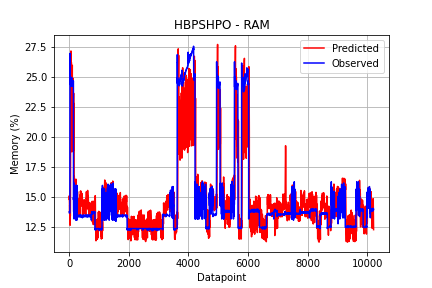 HBPSHPO - RAM
27.5
25.0
22.5
20.0
17.5
15.0
12.5
Memory (%)
Predicted
Observed
0
2000
4000
6000
8000
10000
Datapoint